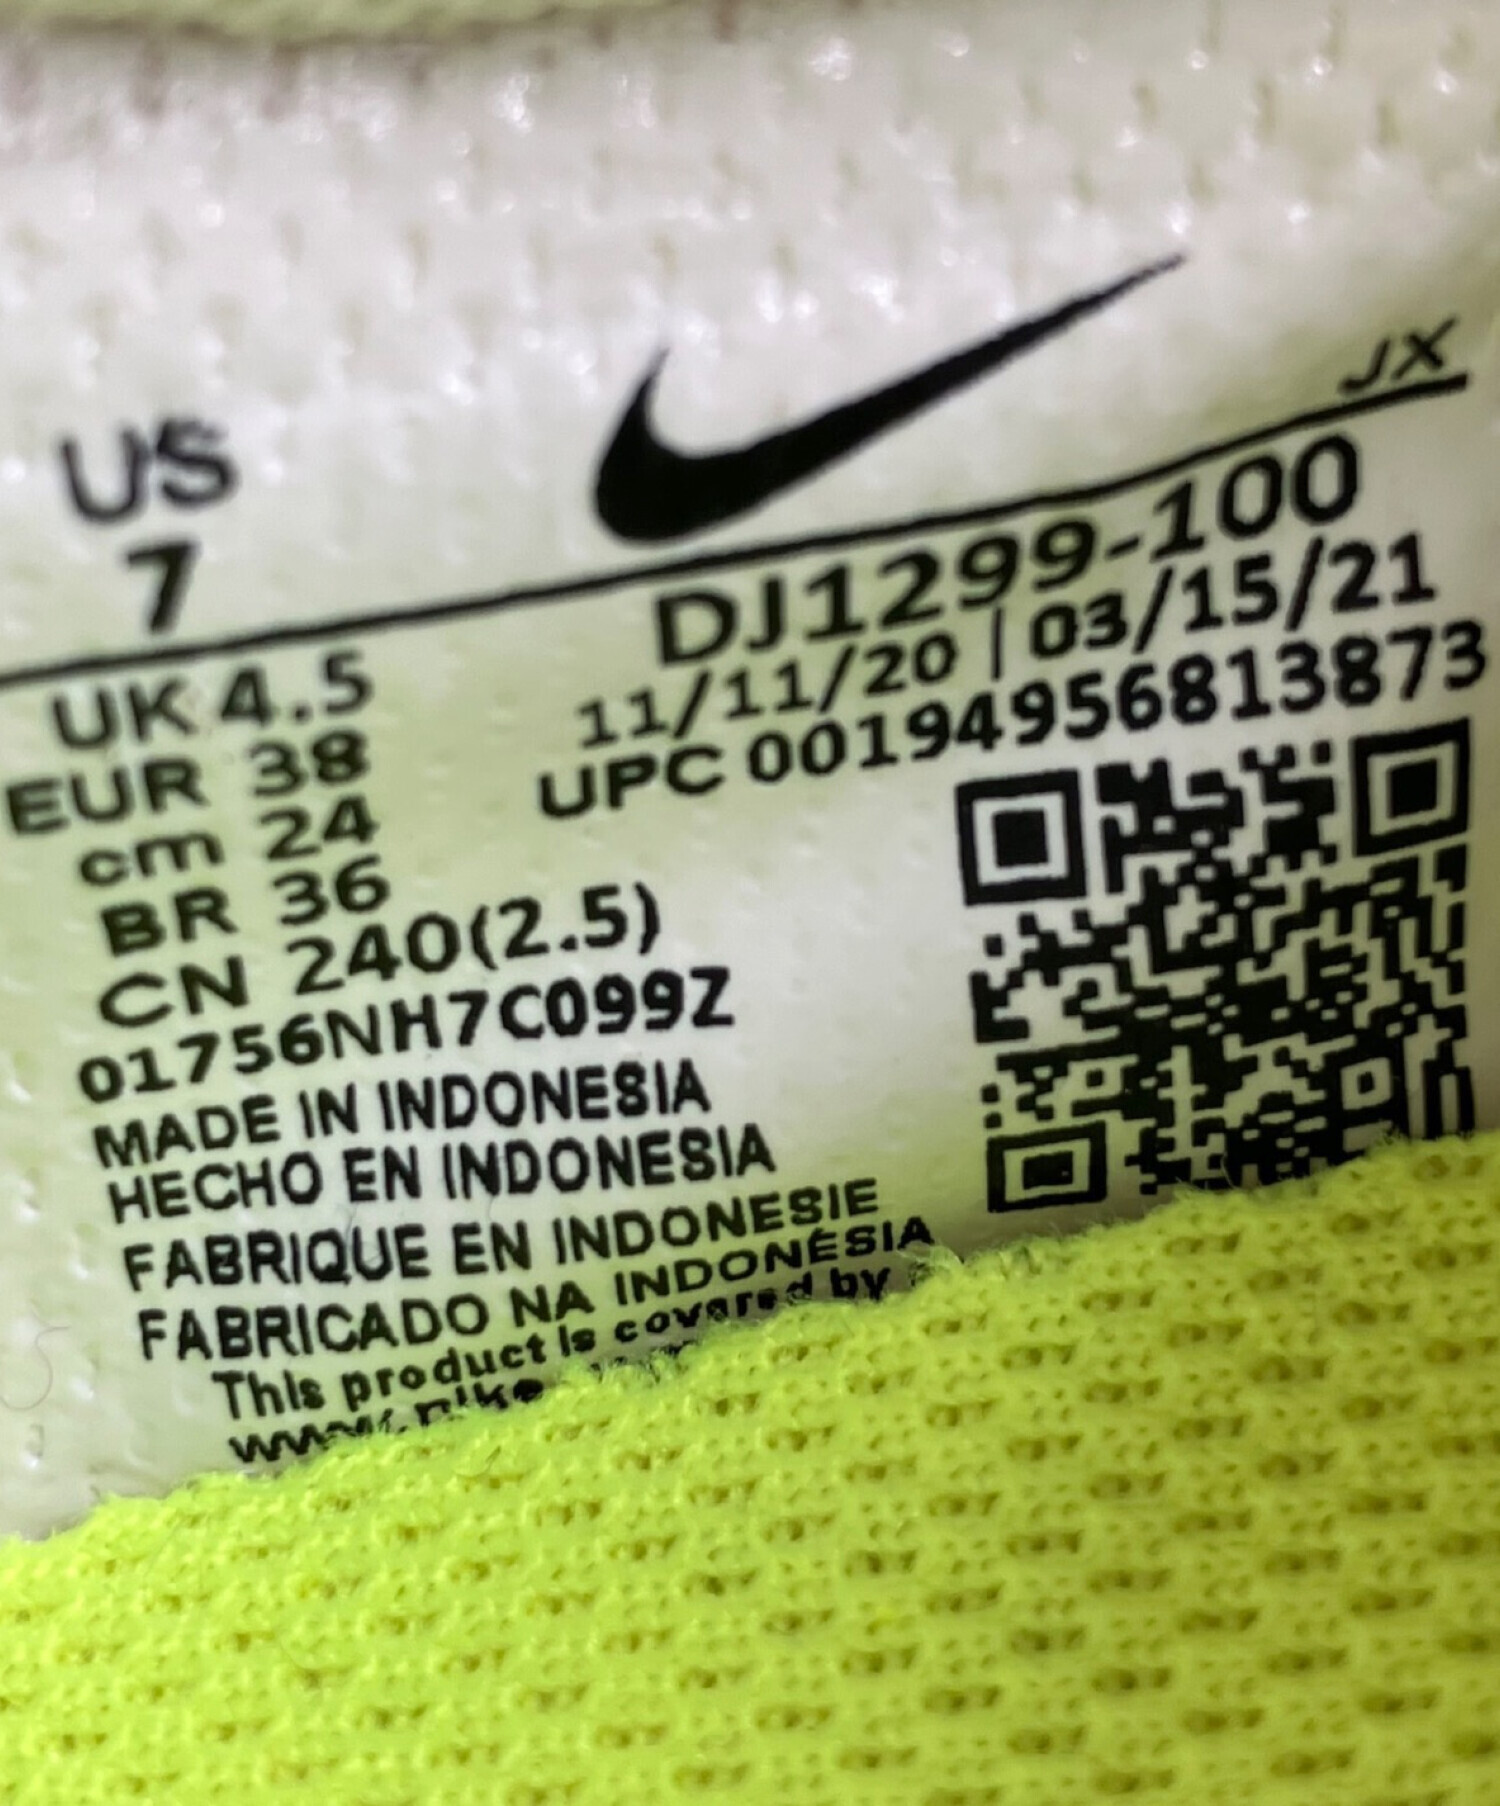 JX
US
7
DJ1299-100
11/11/20 | 03/15/21
UPC 00194956813873
UK 4.5
EUR 38
cm 24
BR 36
CN 240(2.5)
01756NH7C099Z
MADE IN INDONESIA
HECHO EN INDONESIA
FABRIQUE EN INDONESIE
FABRICADO NA INDONÉSIA
This product is covered by
www.nike